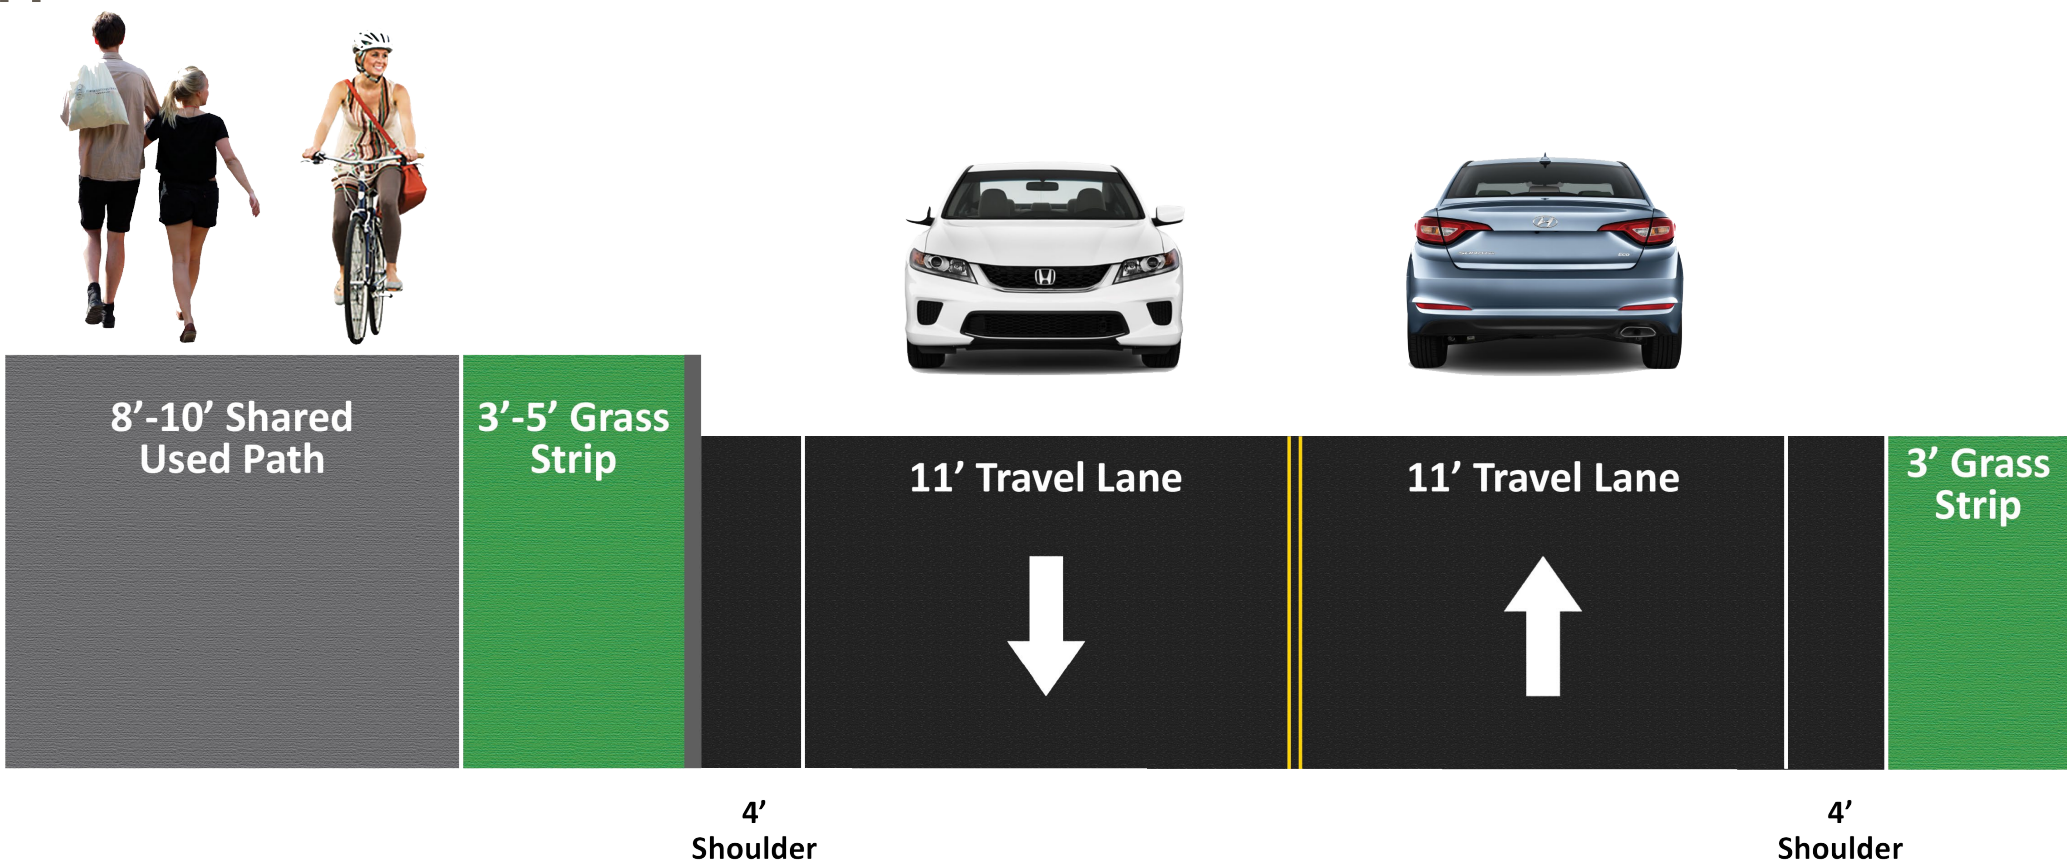 8’-10’ Shared
Used Path
3’-5’ Grass
Strip
11’ Travel Lane
11’ Travel Lane
3’ Grass
Strip
4’
Shoulder
4’
Shoulder